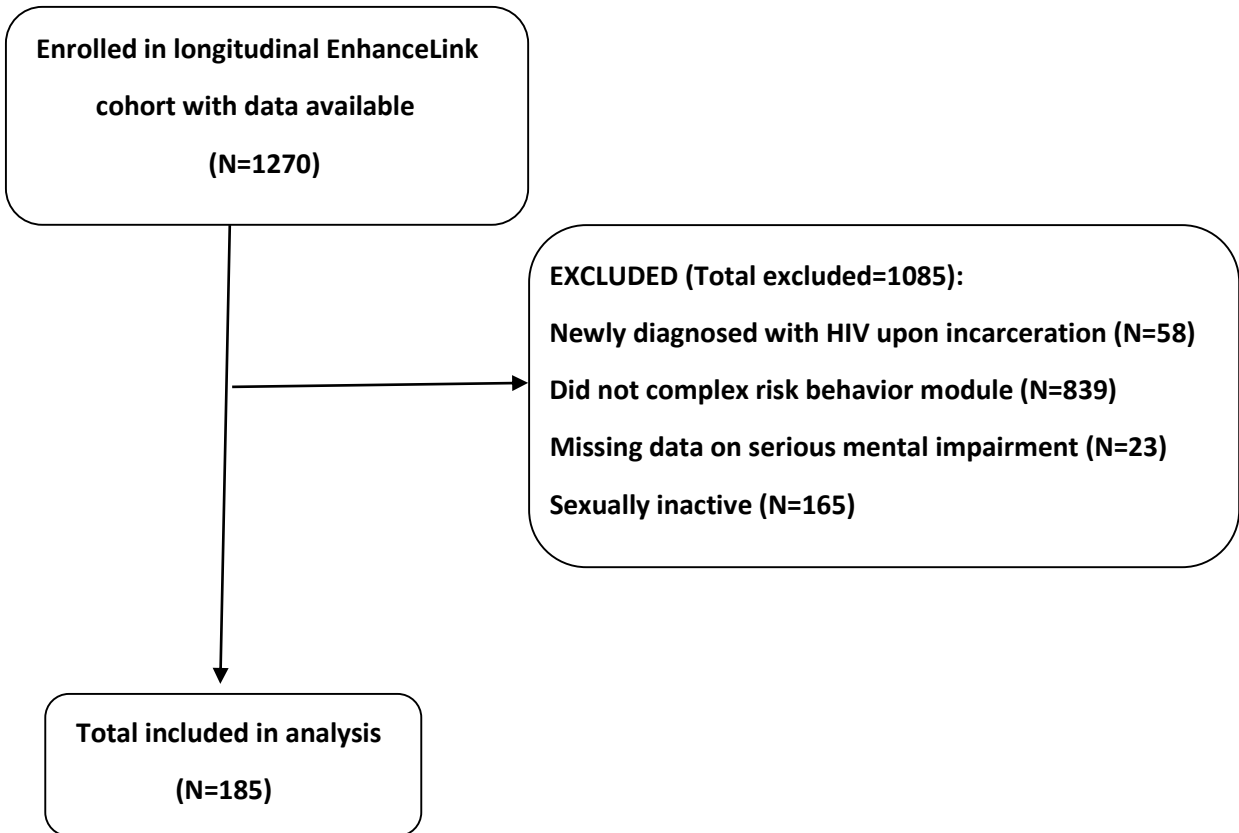 Enrolled in longitudinal EnhanceLink
cohort with data available
(N=1270)
EXCLUDED (Total excluded=1085):
Newly diagnosed with HIV upon incarceration (N=58)
Did not complex risk behavior module (N=839)
Missing data on serious mental impairment (N=23)
Sexually inactive (N=165)
Total included in analysis
(N=185)